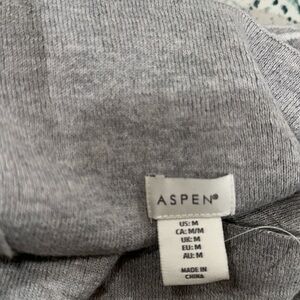 ASPEN®
US: M
CA: M/M
UK: M
EU: M
AU: M
MADE IN
CHINA